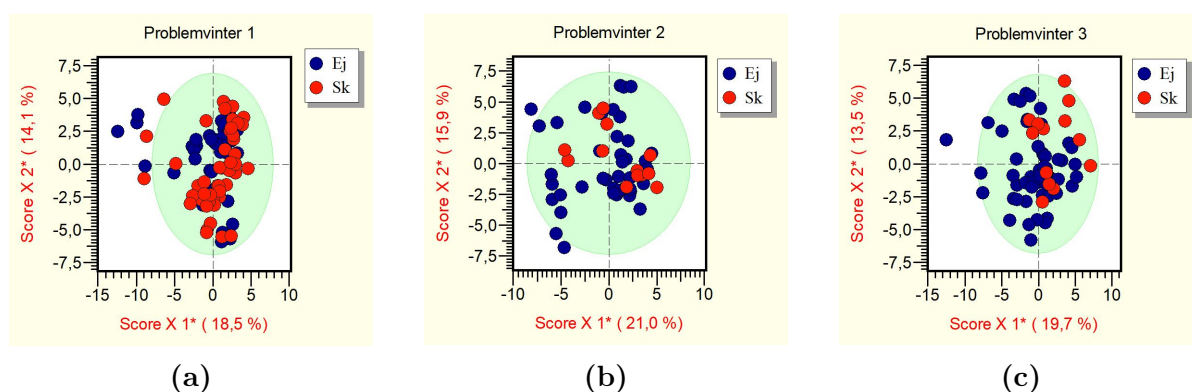 Problemvinter 1
Ej
Sk
7,5
5,0
2,5
0,0
-2,5
-5,0
-7,5
-15 -10 -5 0 5 10
Score X 2* ( 14,1 %)
Score X 1* ( 18,5 %)
(a)
Problemvinter 2
Ej
Sk
7,5
5,0
2,5
0,0
-2,5
-5,0
-7,5
-10 -5 0 5 10
Score X 2* ( 15,9 %)
Score X 1* ( 21,0 %)
(b)
Problemvinter 3
Ej
Sk
7,5
5,0
2,5
0,0
-2,5
-5,0
-7,5
-15 -10 -5 0 5 10
Score X 2* ( 13,5 %)
Score X 1* ( 19,7 %)
(c)